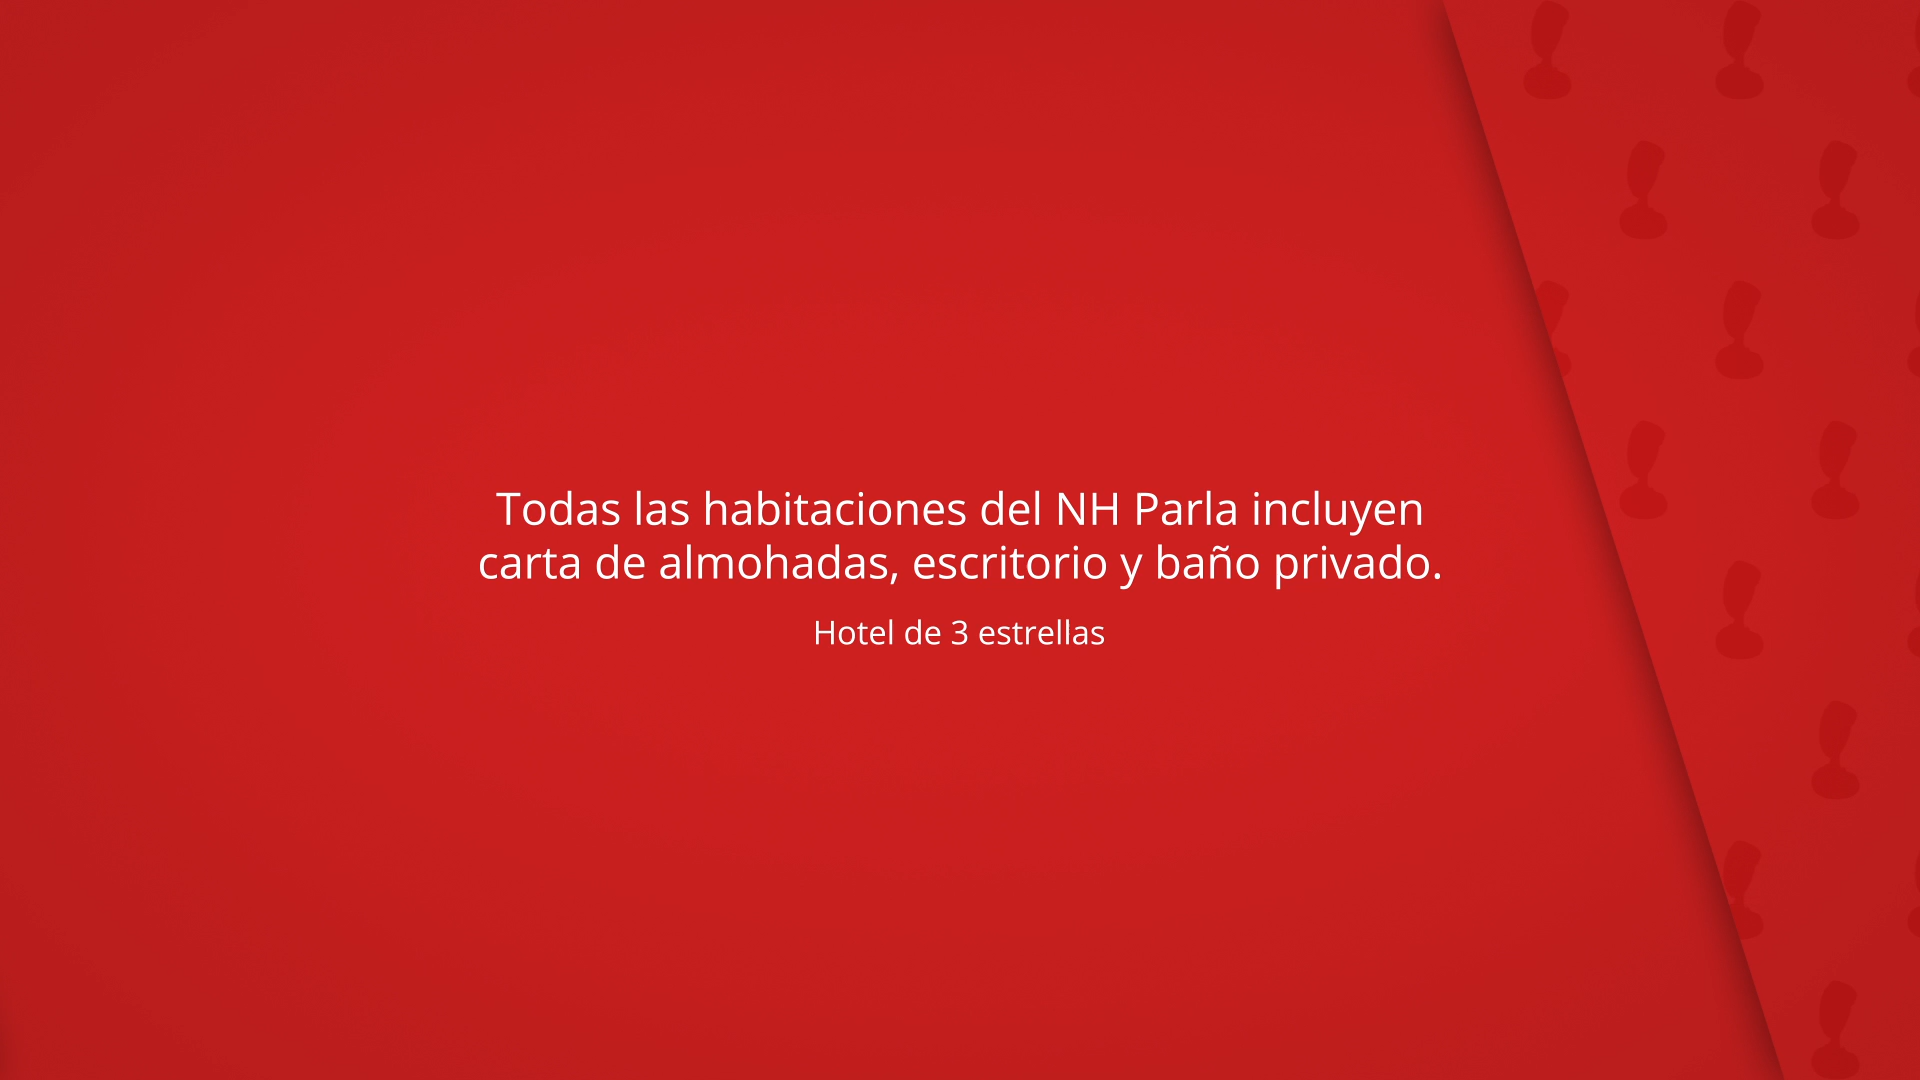 Todas las habitaciones del NH Parla incluyen
carta de almohadas, escritorio y baño privado.
Hotel de 3 estrellas